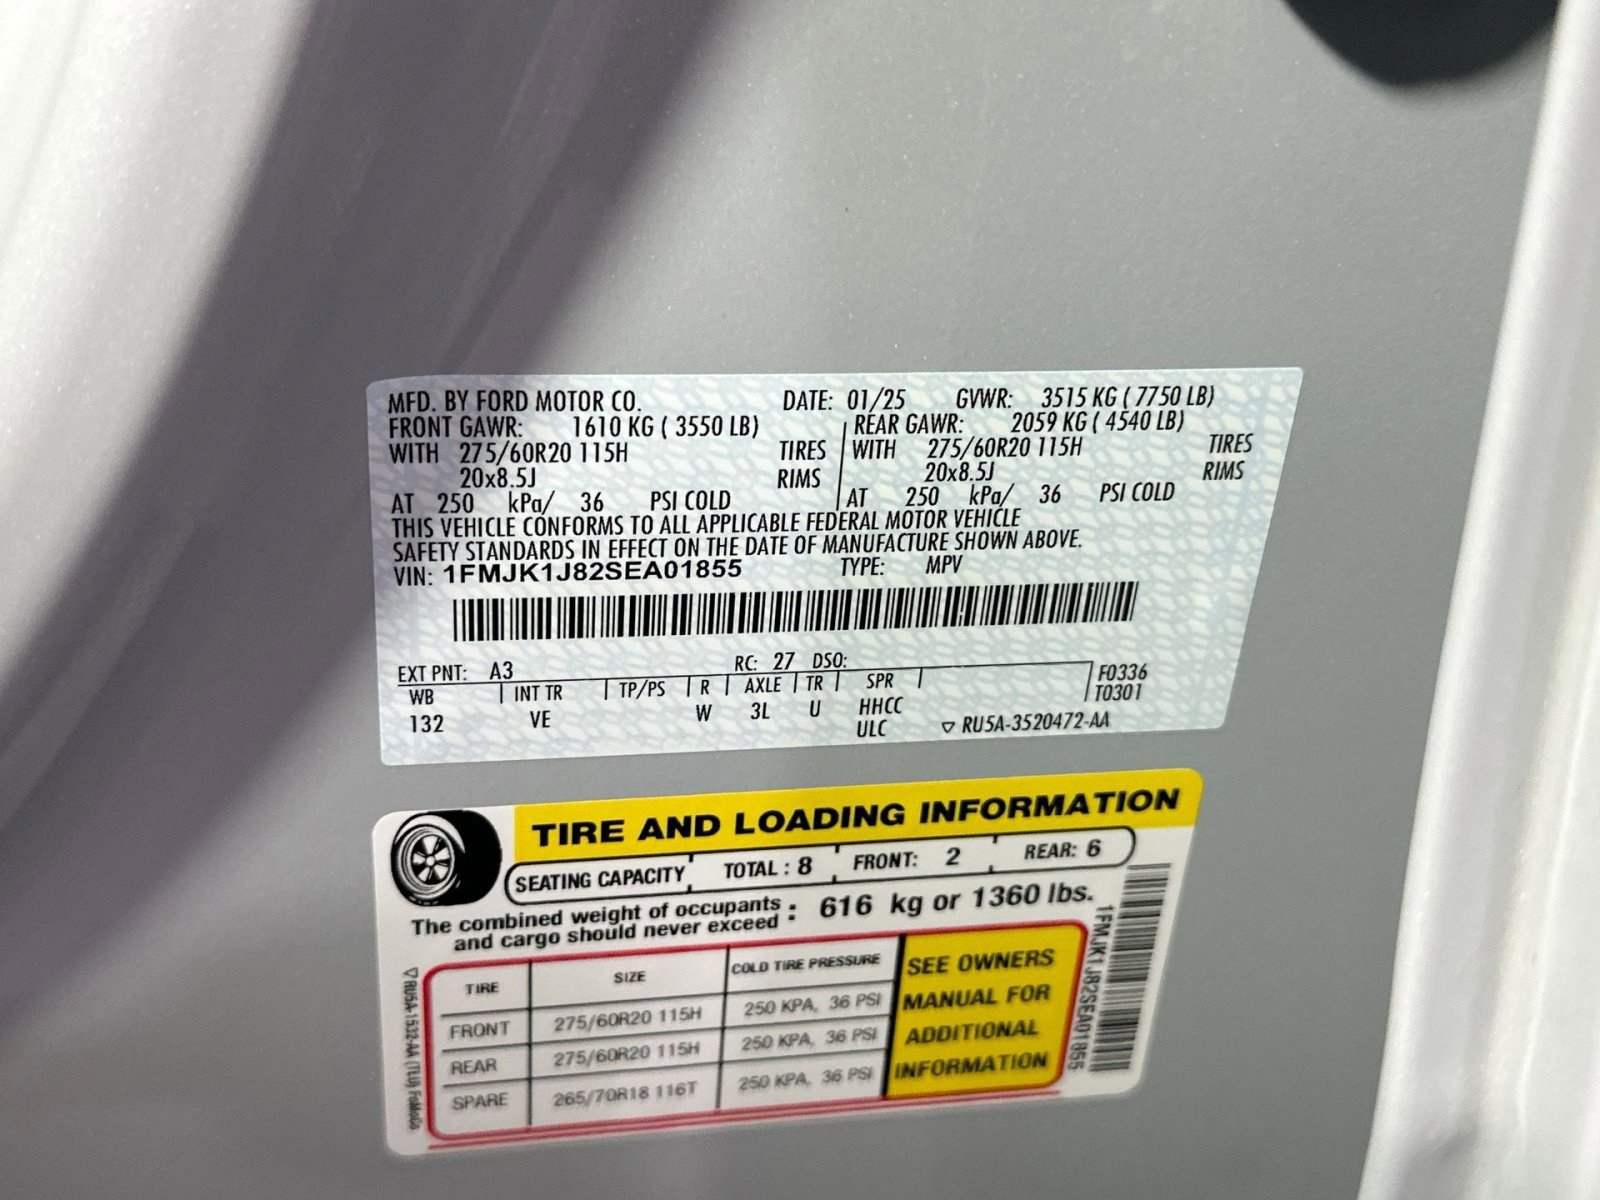 MFD. BY FORD MOTOR CO. DATE: 01/25 GVWR: 3515 KG ( 7750 LB)
FRONT GAWR: 1610 KG ( 3550 LB) REAR GAWR: 2059 KG ( 4540 LB)
WITH 275/60R20 115H TIRES WITH 275/60R20 115H TIRES
20x8.5J RIMS 20x8.5J RIMS
AT 250 kPa/ 36 PSI COLD AT 250 kPa/ 36 PSI COLD
THIS VEHICLE CONFORMS TO ALL APPLICABLE FEDERAL MOTOR VEHICLE
SAFETY STANDARDS IN EFFECT ON THE DATE OF MANUFACTURE SHOWN ABOVE.
VIN: 1FMJK1J82SEA01855 TYPE: MPV
EXT PNT: A3 RC: 27 DSO:
WB INT TR TP/PS R AXLE TR SPR F0336
T0301
132 VE W 3L U HHCC
ULC ▽ RU5A-3520472-AA
TIRE AND LOADING INFORMATION
SEATING CAPACITY TOTAL : 8 FRONT: 2 REAR: 6
The combined weight of occupants
and cargo should never exceed : 616 kg or 1360 lbs.
TIRE SIZE COLD TIRE PRESSURE
FRONT 275/60R20 115H 250 KPA, 36 PSI
REAR 275/60R20 115H 250 KPA, 36 PSI
SPARE 265/70R18 116T 250 KPA, 36 PSI
SEE OWNERS
MANUAL FOR
ADDITIONAL
INFORMATION
1FMJK1J82SEA01855
▽RU5A-1532-AA (TLU) FoMoCo